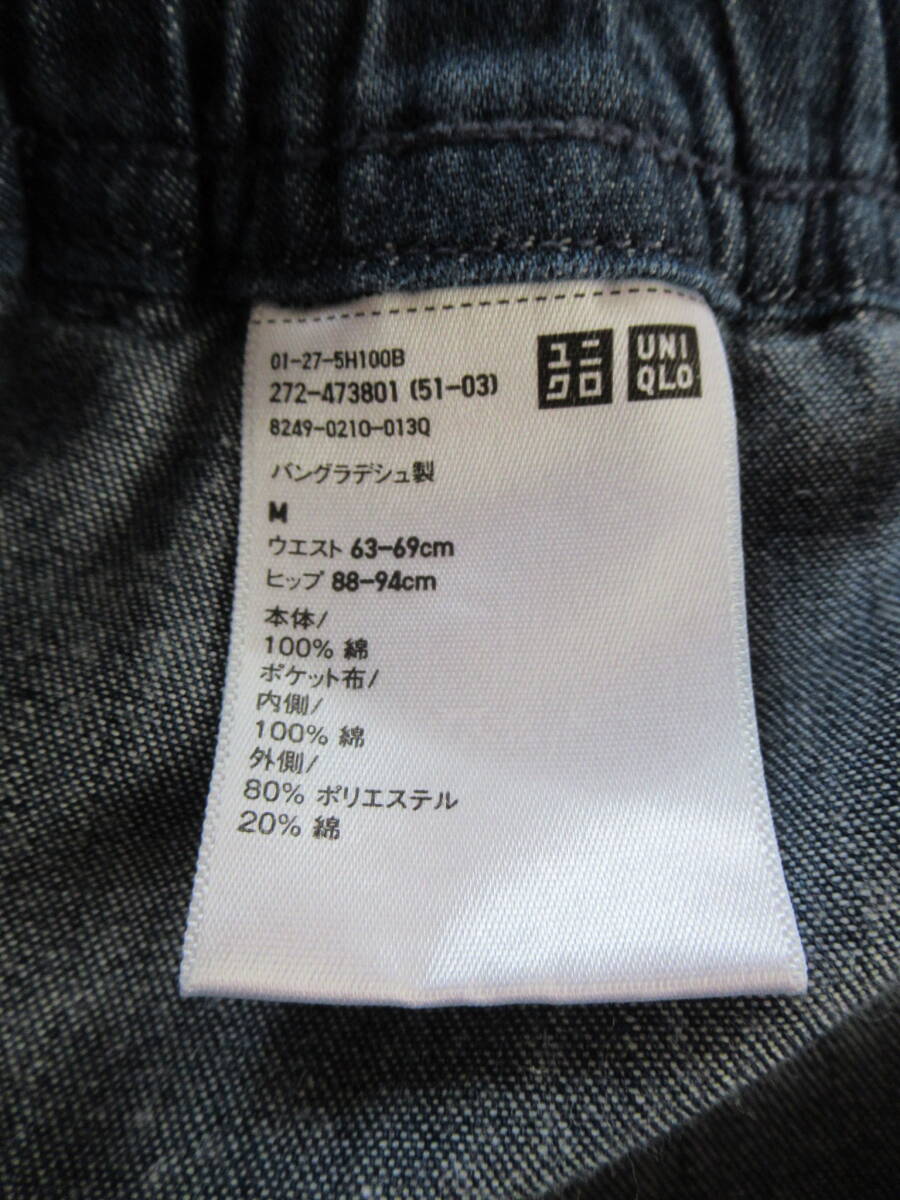 01-27-5H100B
272-473801 (51-03)
8249-0210-013Q
ユニ
クロ
UNI
QLO
バングラデシュ製
M
ウエスト 63-69cm
ヒップ 88-94cm
本体/
100% 綿
ポケット布/
内側/
100% 綿
外側/
80% ポリエステル
20% 綿